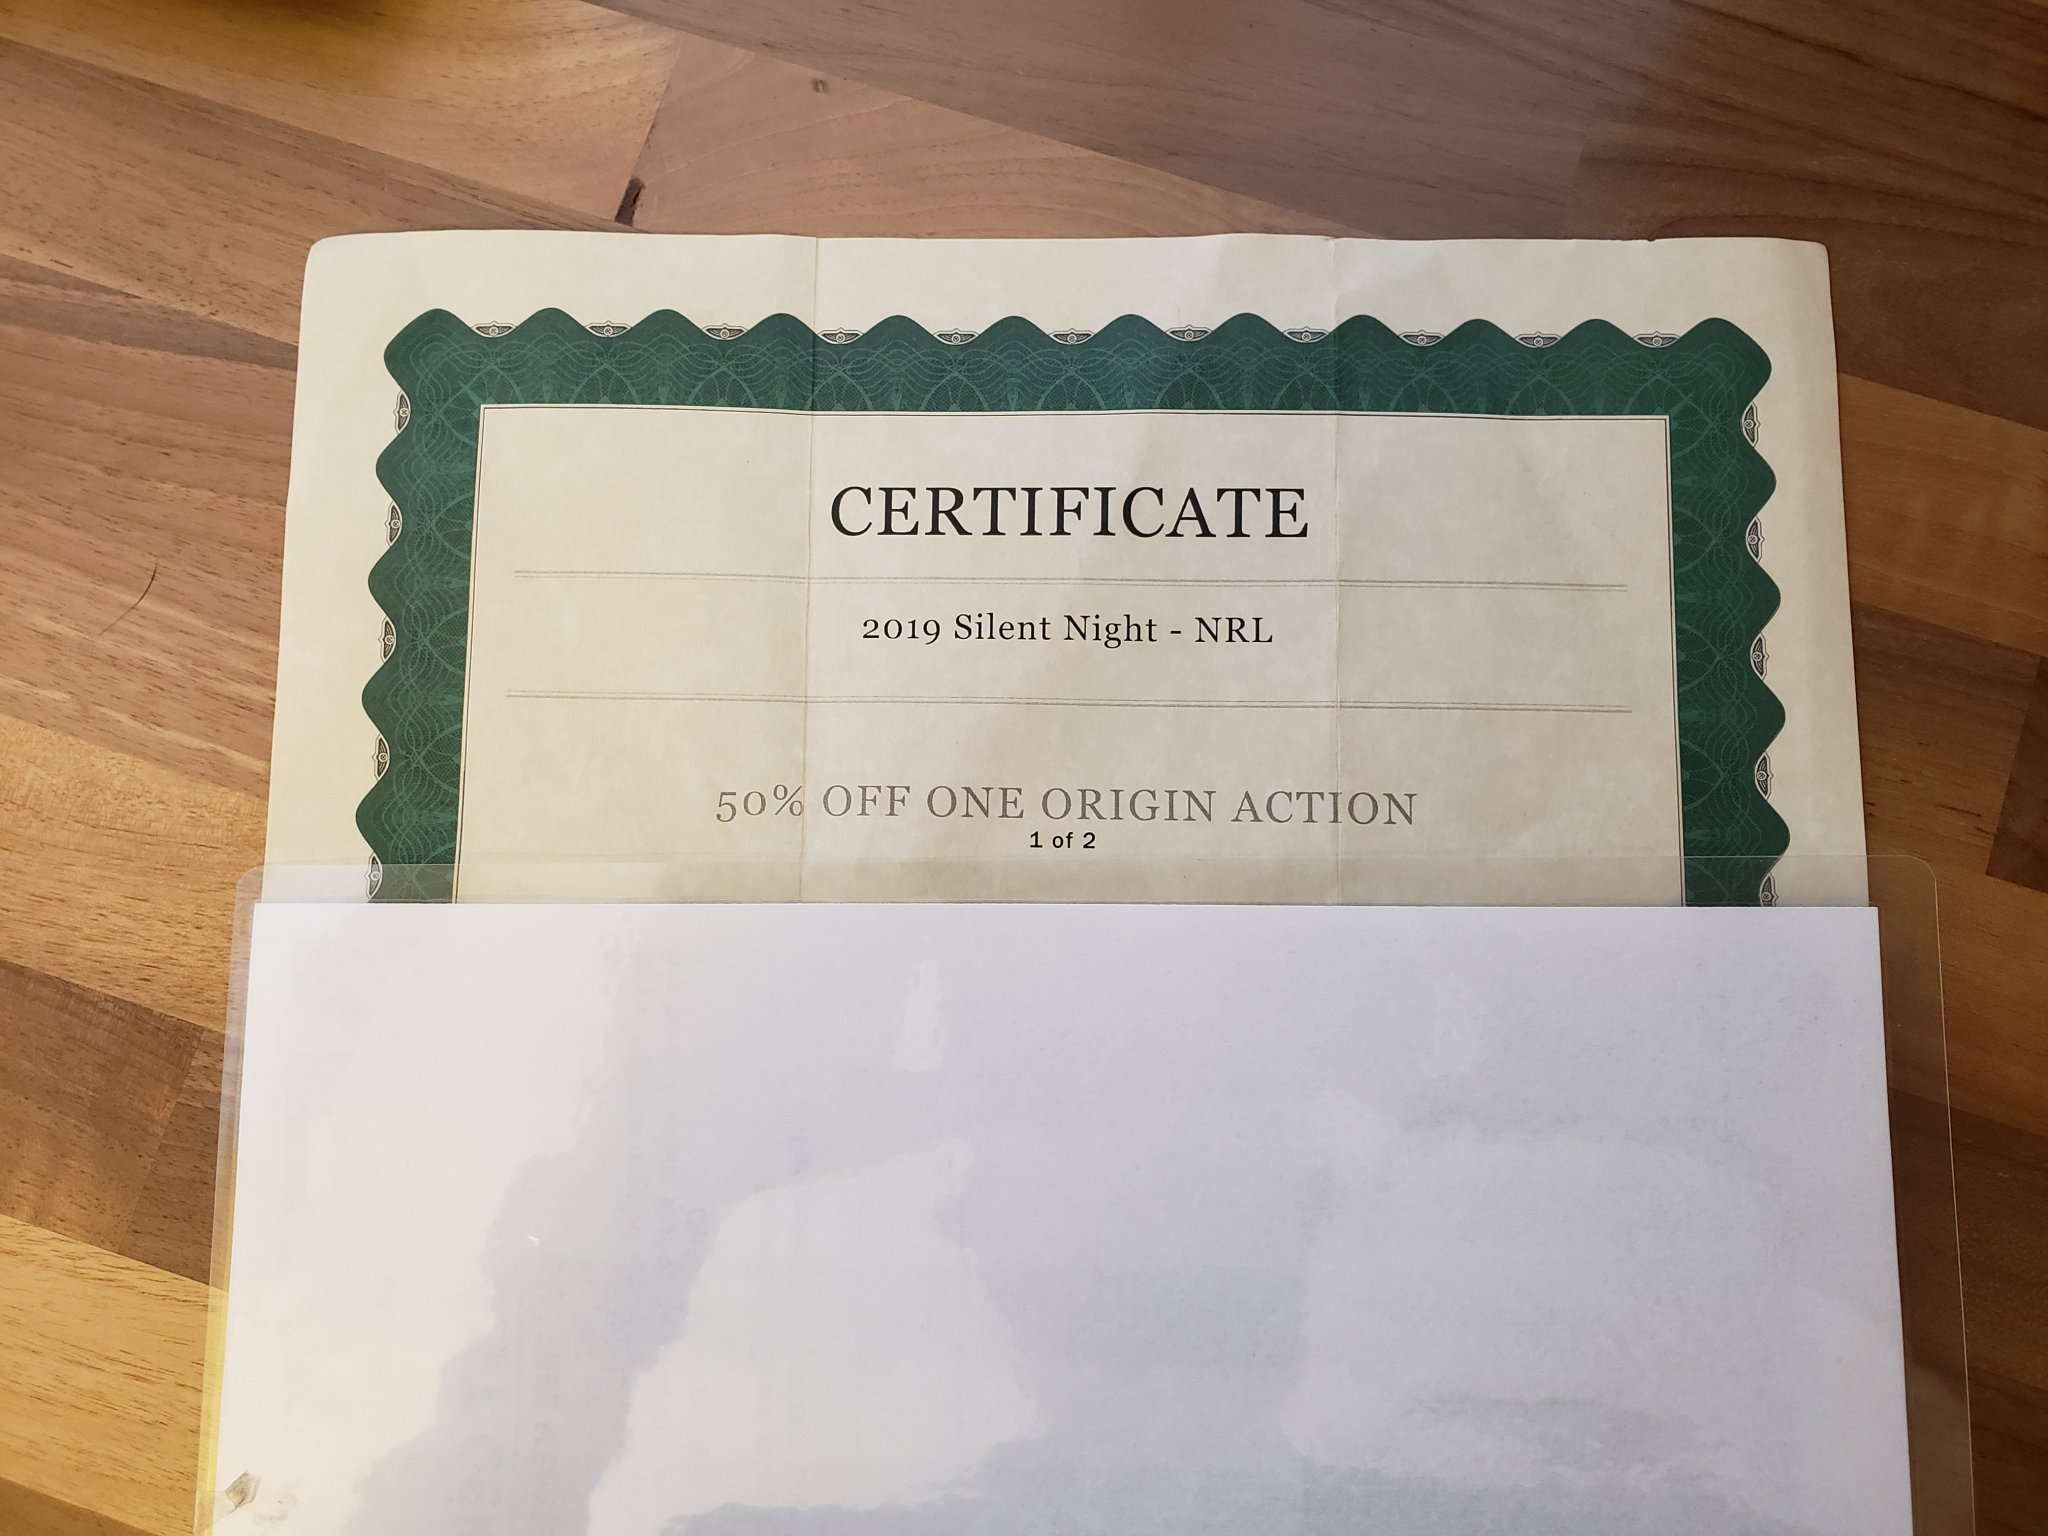 CERTIFICATE
2019 Silent Night - NRL
50% OFF ONE ORIGIN ACTION
1 of 2